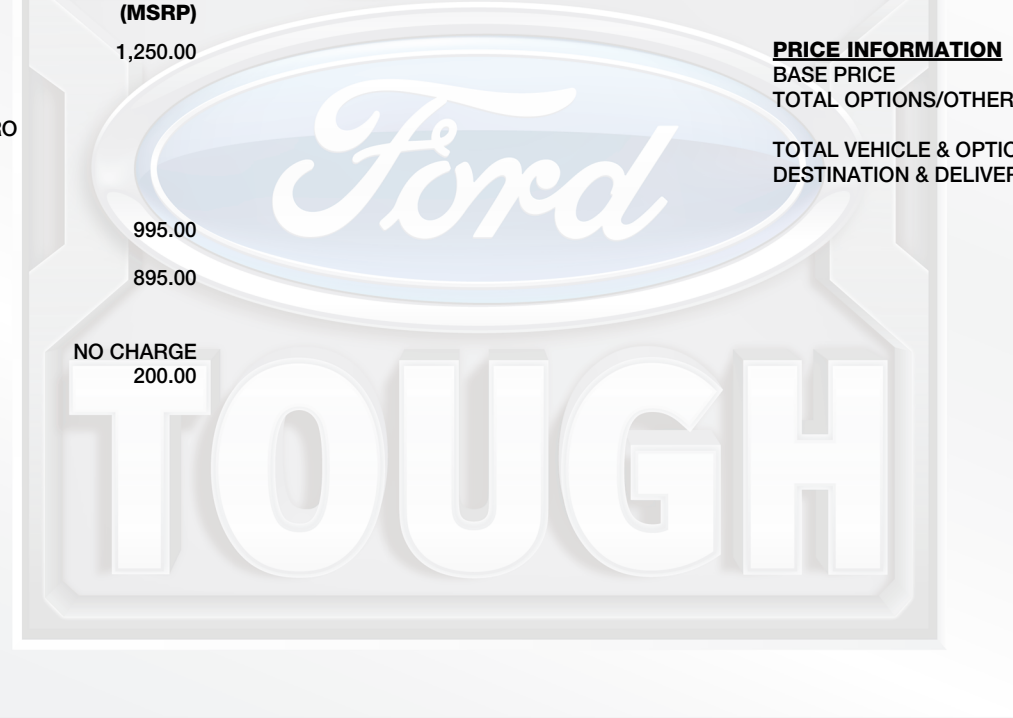 (MSRP)
1,250.00
RO
995.00
895.00
NO CHARGE
200.00
PRICE INFORMATION
BASE PRICE
TOTAL OPTIONS/OTHER
TOTAL VEHICLE & OPTIO
DESTINATION & DELIVER
Ford
TOUGH